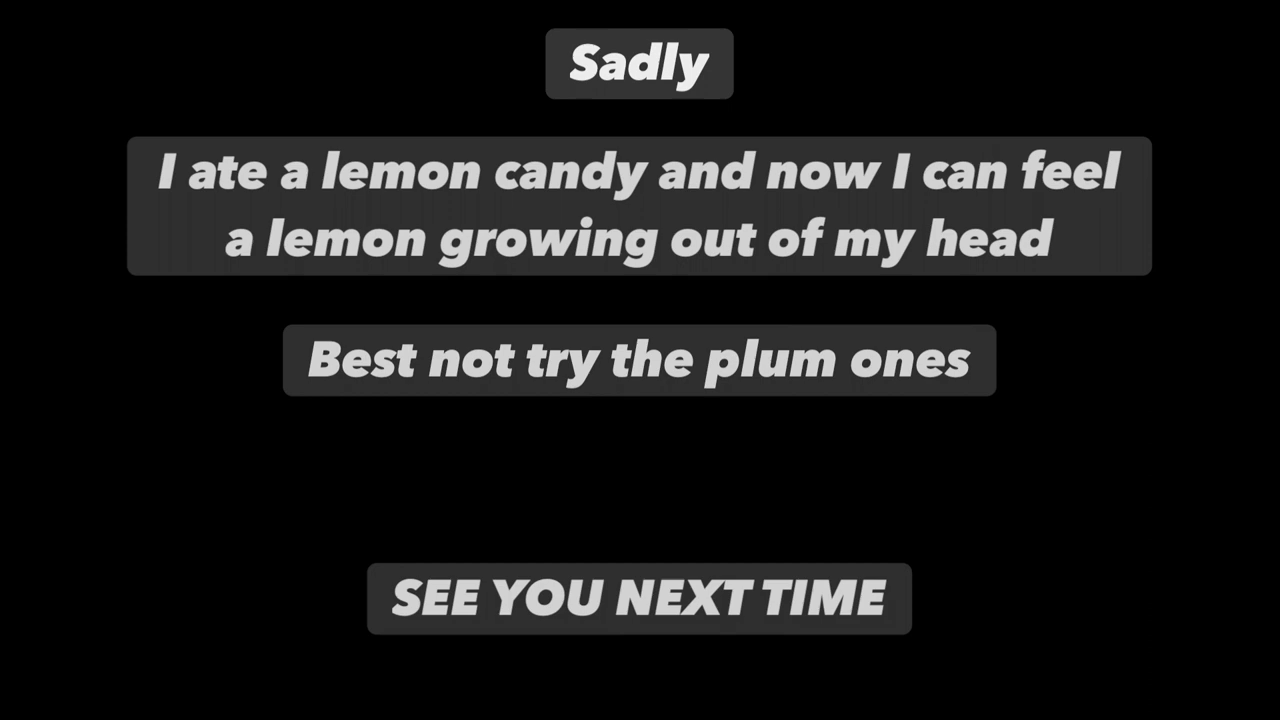 Sadly
I ate a lemon candy and now I can feel
a lemon growing out of my head
Best not try the plum ones
SEE YOU NEXT TIME